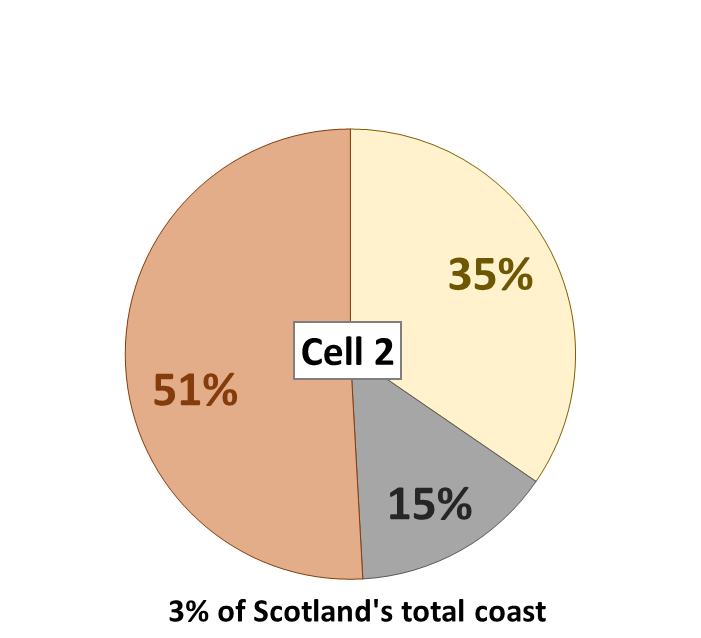 35%
Cell 2
51%
15%
3% of Scotland's total coast